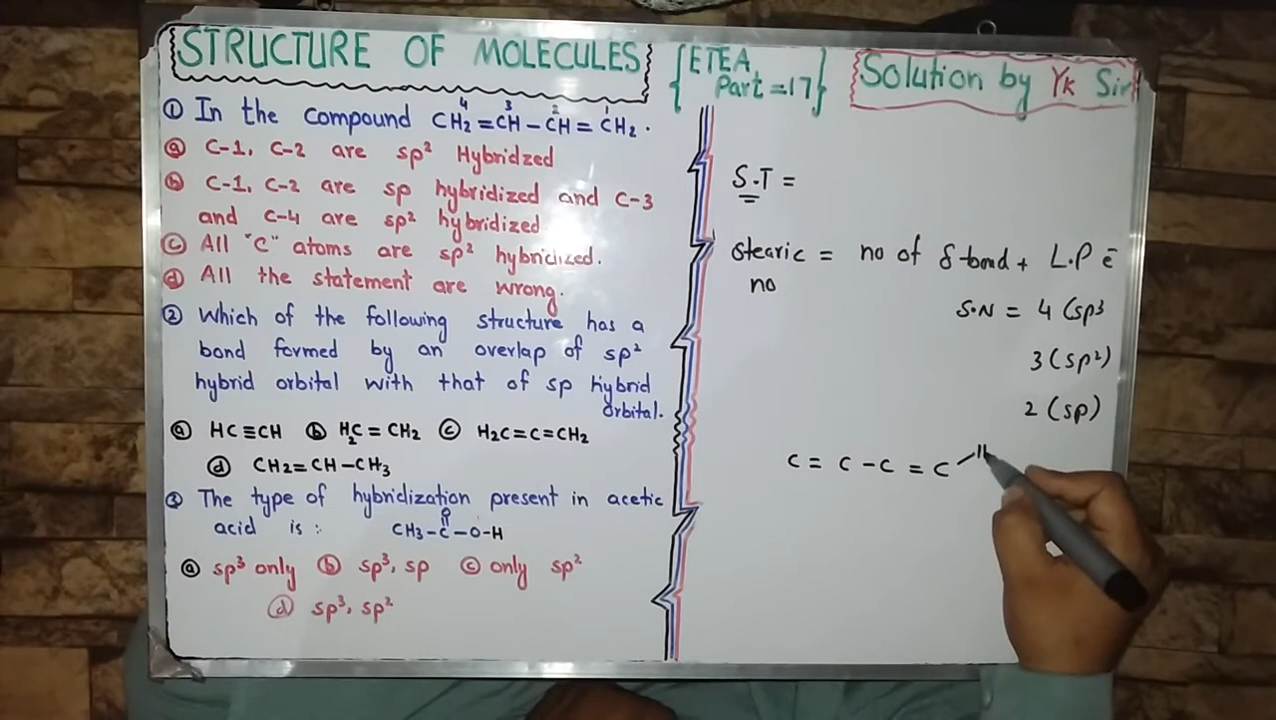 STRUCTURE OF MOLECULES
{ETEA Part = 17}
Solution by Yk Sir
4 3 2 1
① In the compound CH₂ = CH - CH = CH₂.
ⓐ C-1, C-2 are sp² Hybridzed
ⓑ C-1, C-2 are sp hybridized and C-3
and C-4 are sp² hybridized
ⓒ All "C" atoms are sp² hybridized.
ⓓ All the statement are wrong.
② Which of the following structure has a
bond formed by an overlap of sp²
hybrid orbital with that of sp hybrid
orbital.
ⓐ HC≡CH ⓑ H₂C = CH₂ ⓒ H₂C=C=CH₂
ⓓ CH₂=CH-CH₃
③ The type of hybridization present in acetic
acid is : CH₃-C(=O)-O-H
ⓐ sp³ only ⓑ sp³, sp ⓒ only sp²
ⓓ sp³, sp²
S.T =
Stearic = no of δ bond + L.P ē
no
S.N = 4 (sp³
3 (sp²)
2 (sp)
C = C - C = C